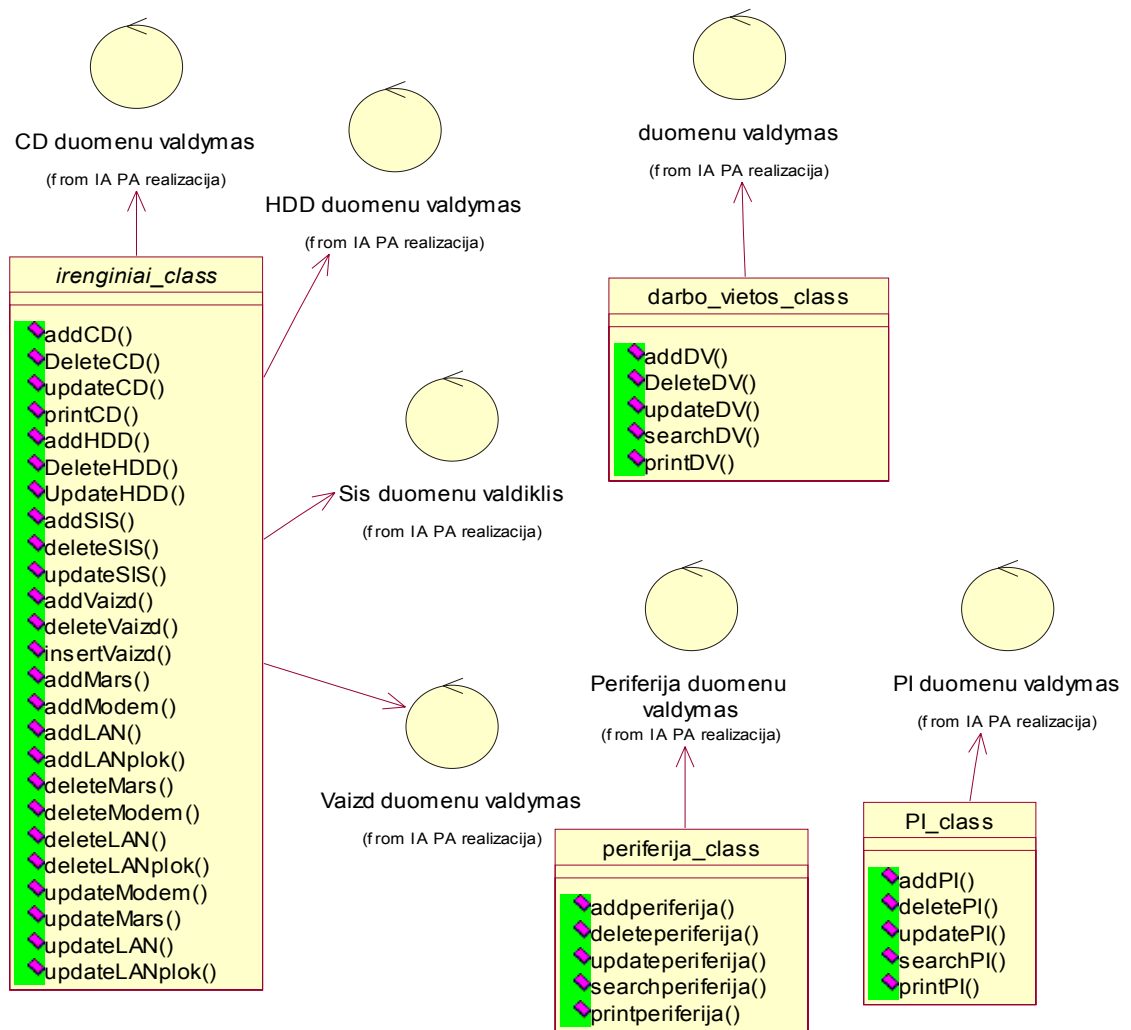 CD duomenu valdymas
(from IA PA realizacija)
HDD duomenu valdymas
(from IA PA realizacija)
duomenu valdymas
(from IA PA realizacija)
irenginiai_class
addCD()
DeleteCD()
updateCD()
printCD()
addHDD()
DeleteHDD()
UpdateHDD()
addSIS()
deleteSIS()
updateSIS()
addVaizd()
deleteVaizd()
insertVaizd()
addMars()
addModem()
addLAN()
addLANplok()
deleteMars()
deleteModem()
deleteLAN()
deleteLANplok()
updateModem()
updateMars()
updateLAN()
updateLANplok()
darbo_vietos_class
addDV()
DeleteDV()
updateDV()
searchDV()
printDV()
Sis duomenu valdiklis
(from IA PA realizacija)
Vaizd duomenu valdymas
(from IA PA realizacija)
Periferija duomenu
valdymas
(from IA PA realizacija)
PI duomenu valdymas
(from IA PA realizacija)
periferija_class
addperiferija()
deleteperiferija()
updateperiferija()
searchperiferija()
printperiferija()
PI_class
addPI()
deletePI()
updatePI()
searchPI()
printPI()